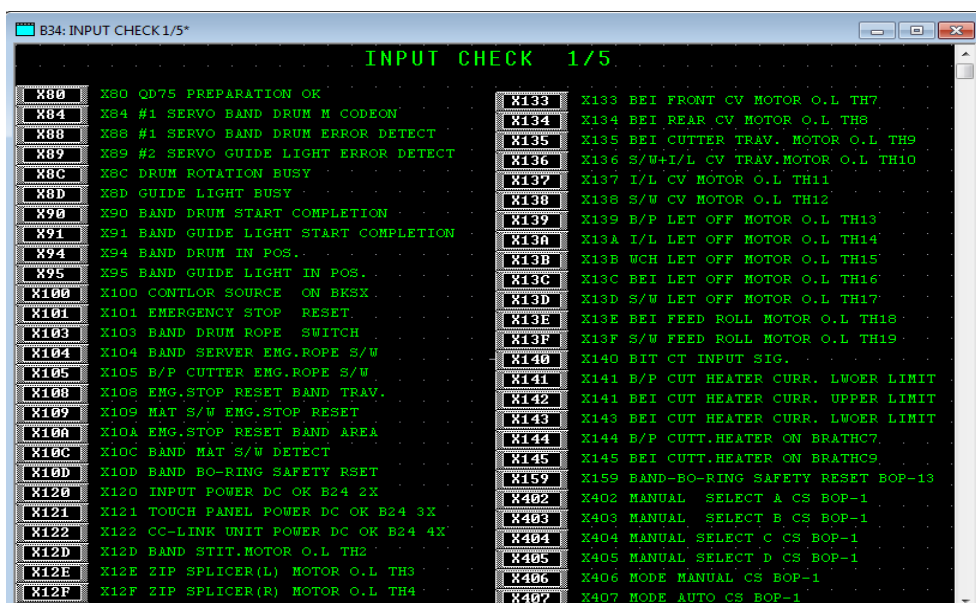 B34: INPUT CHECK 1/5*
INPUT CHECK 1/5
X80 X80 QD75 PREPARATION OK
X84 X84 #1 SERVO BAND DRUM M CODEON
X88 X88 #1 SERVO BAND DRUM ERROR DETECT
X89 X89 #2 SERVO GUIDE LIGHT ERROR DETECT
X8C X8C DRUM ROTATION BUSY
X8D X8D GUIDE LIGHT BUSY
X90 X90 BAND DRUM START COMPLETION
X91 X91 BAND GUIDE LIGHT START COMPLETION
X94 X94 BAND DRUM IN POS.
X95 X95 BAND GUIDE LIGHT IN POS.
X100 X100 CONTLOR SOURCE ON BKSX
X101 X101 EMERGENCY STOP RESET
X103 X103 BAND DRUM ROPE SWITCH
X104 X104 BAND SERVER EMG.ROPE S/W
X105 X105 B/P CUTTER EMG.ROPE S/W
X108 X108 EMG.STOP RESET BAND TRAV.
X109 X109 MAT S/W EMG.STOP RESET
X10A X10A EMG.STOP RESET BAND AREA
X10C X10C BAND MAT S/W DETECT
X10D X10D BAND BO-RING SAFETY RSET
X120 X120 INPUT POWER DC OK B24 2X
X121 X121 TOUCH PANEL POWER DC OK B24 3X
X122 X122 CC-LINK UNIT POWER DC OK B24 4X
X12D X12D BAND STIT.MOTOR O.L TH2
X12E X12E ZIP SPLICER(L) MOTOR O.L TH3
X12F X12F ZIP SPLICER(R) MOTOR O.L TH4
X133 X133 BEI FRONT CV MOTOR O.L TH7
X134 X134 BEI REAR CV MOTOR O.L TH8
X135 X135 BEI CUTTER TRAV. MOTOR O.L TH9
X136 X136 S/W+I/L CV TRAV.MOTOR O.L TH10
X137 X137 I/L CV MOTOR O.L TH11
X138 X138 S/W CV MOTOR O.L TH12
X139 X139 B/P LET OFF MOTOR O.L TH13
X13A X13A I/L LET OFF MOTOR O.L TH14
X13B X13B WCH LET OFF MOTOR O.L TH15
X13C X13C BEI LET OFF MOTOR O.L TH16
X13D X13D S/W LET OFF MOTOR O.L TH17
X13E X13E BEI FEED ROLL MOTOR O.L TH18
X13F X13F S/W FEED ROLL MOTOR O.L TH19
X140 X140 BIT CT INPUT SIG.
X141 X141 B/P CUT HEATER CURR. LWOER LIMIT
X142 X141 BEI CUT HEATER CURR. UPPER LIMIT
X143 X143 BEI CUT HEATER CURR. LWOER LIMIT
X144 X144 B/P CUTT.HEATER ON BRATHC7
X145 X145 BEI CUTT.HEATER ON BRATHC9
X159 X159 BAND-BO-RING SAFETY RESET BOP-13
X402 X402 MANUAL SELECT A CS BOP-1
X403 X403 MANUAL SELECT B CS BOP-1
X404 X404 MANUAL SELECT C CS BOP-1
X405 X405 MANUAL SELECT D CS BOP-1
X406 X406 MODE MANUAL CS BOP-1
X407 X407 MODE AUTO CS BOP-1